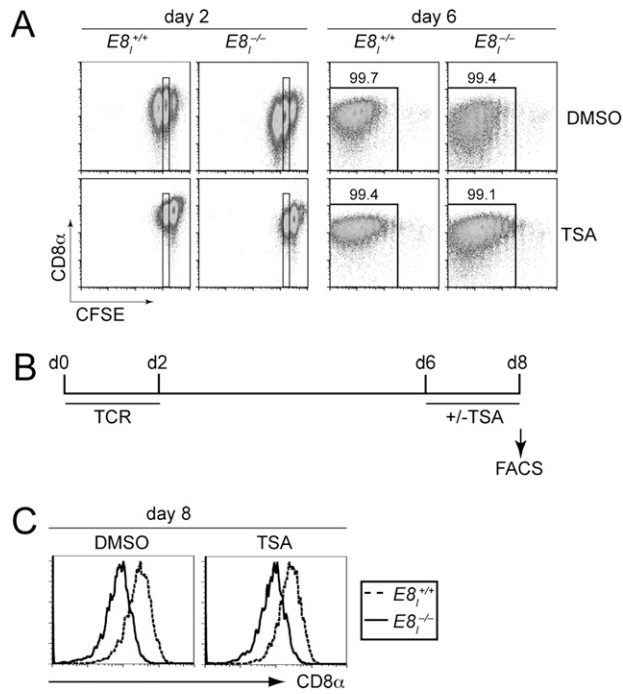 A
day 2 day 6
E8I+/+ E8I–/– E8I+/+ E8I–/–
99.7 99.4
DMSO
99.4 99.1
TSA
CD8α
CFSE
B
d0 d2 d6 d8
TCR +/-TSA
FACS
C
day 8
DMSO TSA
E8I+/+
E8I–/–
CD8α